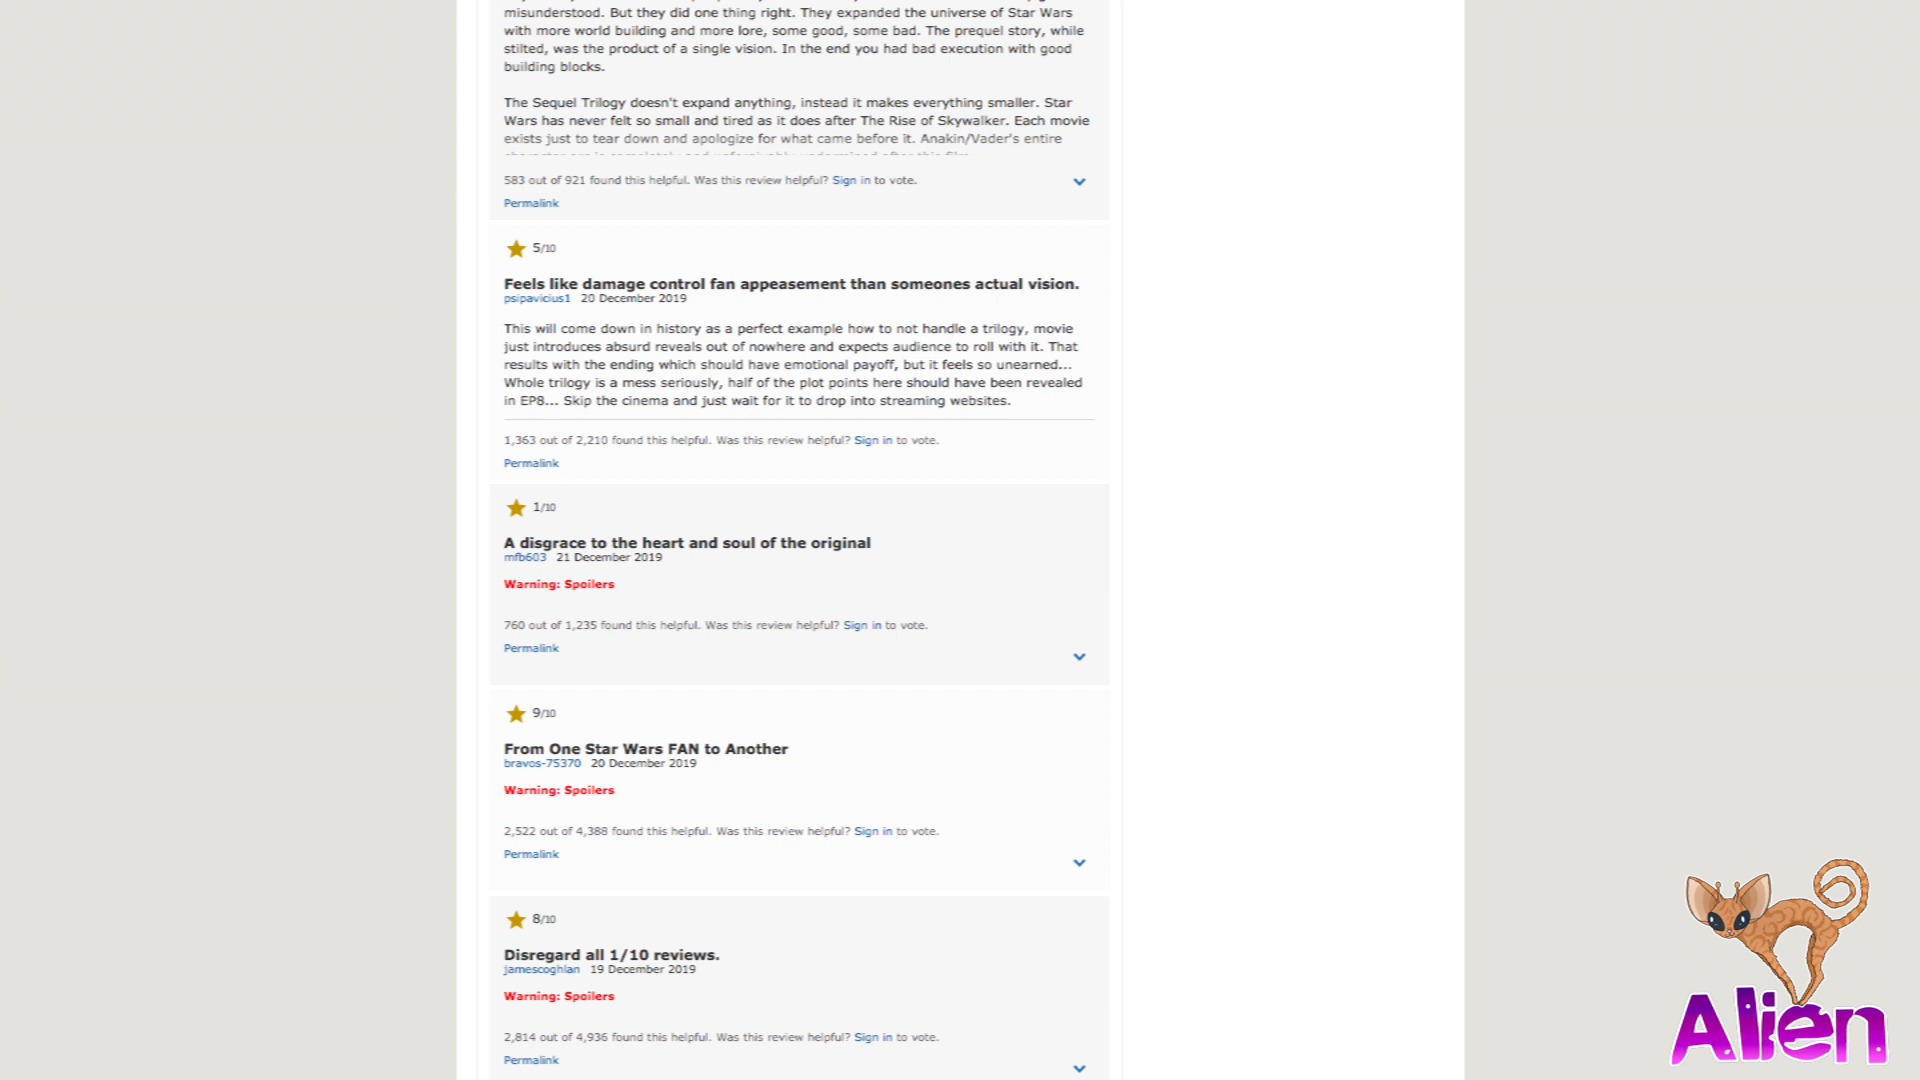 misunderstood. But they did one thing right. They expanded the universe of Star Wars
with more world building and more lore, some good, some bad. The prequel story, while
stilted, was the product of a single vision. In the end you had bad execution with good
building blocks.
The Sequel Trilogy doesn't expand anything, instead it makes everything smaller. Star
Wars has never felt so small and tired as it does after The Rise of Skywalker. Each movie
exists just to tear down and apologize for what came before it. Anakin/Vader's entire
583 out of 921 found this helpful. Was this review helpful? Sign in to vote.
Permalink
5/10
Feels like damage control fan appeasement than someones actual vision.
psipavicius1 20 December 2019
This will come down in history as a perfect example how to not handle a trilogy, movie
just introduces absurd reveals out of nowhere and expects audience to roll with it. That
results with the ending which should have emotional payoff, but it feels so unearned...
Whole trilogy is a mess seriously, half of the plot points here should have been revealed
in EP8... Skip the cinema and just wait for it to drop into streaming websites.
1,363 out of 2,210 found this helpful. Was this review helpful? Sign in to vote.
Permalink
1/10
A disgrace to the heart and soul of the original
mfb603 21 December 2019
Warning: Spoilers
760 out of 1,235 found this helpful. Was this review helpful? Sign in to vote.
Permalink
9/10
From One Star Wars FAN to Another
bravos-75370 20 December 2019
Warning: Spoilers
2,522 out of 4,388 found this helpful. Was this review helpful? Sign in to vote.
Permalink
8/10
Disregard all 1/10 reviews.
jamescoghlan 19 December 2019
Warning: Spoilers
2,814 out of 4,936 found this helpful. Was this review helpful? Sign in to vote.
Permalink
Alien